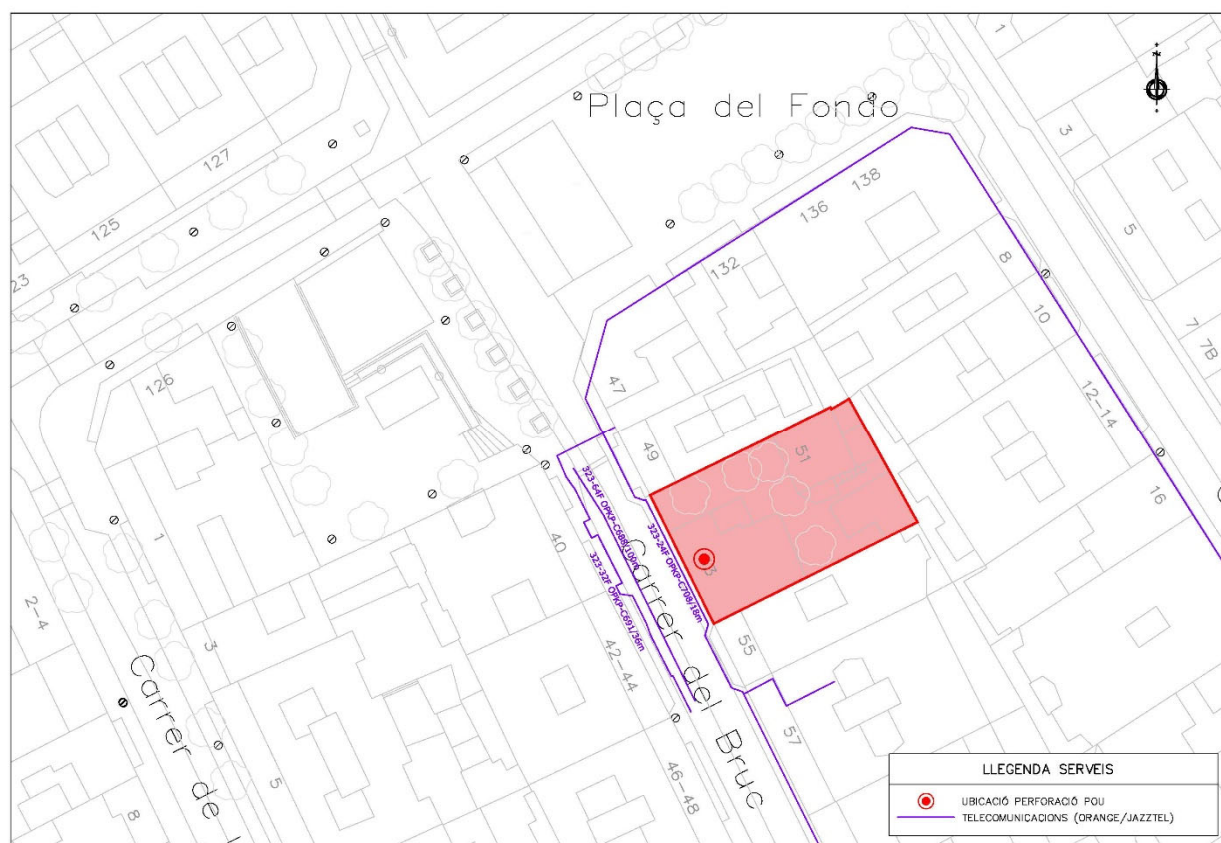 1
Plaça del Fondo
127
3
138
125
136
5
23
132
8
10
7
7B
126
47
12-14
49
51
16
323-64F OPKP-C688/100m
323-24F OPKP-C708/18m
40
1
323-32F OPKP-C691/36m
2-4
3
42-44
55
Carrer del Bruc
Carrer de l
57
5
46-48
8
LLEGENDA SERVEIS
UBICACIÓ PERFORACIÓ POU
TELECOMUNICACIONS (ORANGE/JAZZTEL)